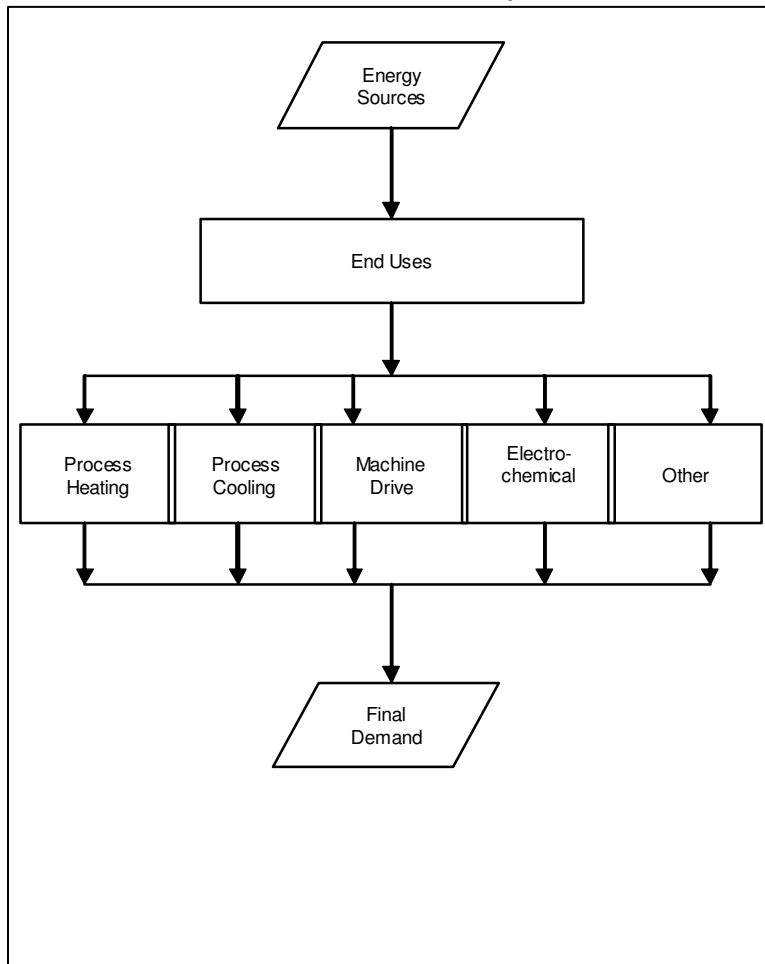 Energy
Sources
End Uses
Process
Heating
Process
Cooling
Machine
Drive
Electro-
chemical
Other
Final
Demand